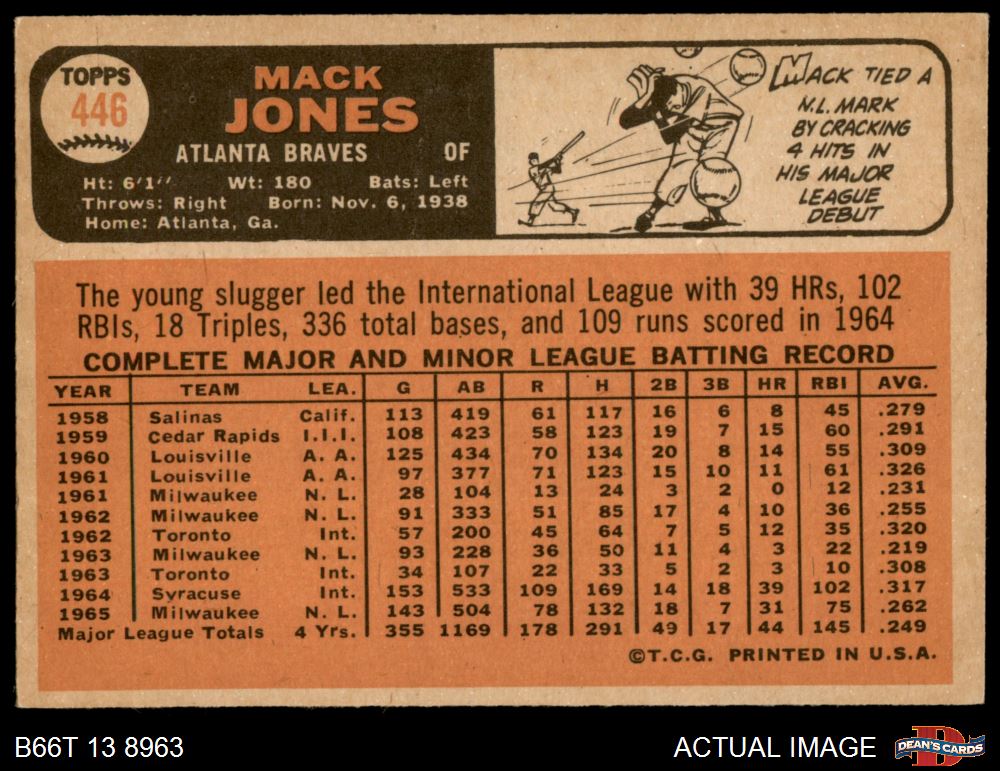 TOPPS
446
MACK
JONES
ATLANTA BRAVES OF
Ht: 6'1" Wt: 180 Bats: Left
Throws: Right Born: Nov. 6, 1938
Home: Atlanta, Ga.
MACK TIED A
N.L. MARK
BY CRACKING
4 HITS IN
HIS MAJOR
LEAGUE
DEBUT
The young slugger led the International League with 39 HRs, 102
RBIs, 18 Triples, 336 total bases, and 109 runs scored in 1964
COMPLETE MAJOR AND MINOR LEAGUE BATTING RECORD
YEAR TEAM LEA. G AB R H 2B 3B HR RBI AVG.
1958 Salinas Calif. 113 419 61 117 16 6 8 45 .279
1959 Cedar Rapids I.I.I. 108 423 58 123 19 7 15 60 .291
1960 Louisville A. A. 125 434 70 134 20 8 14 55 .309
1961 Louisville A. A. 97 377 71 123 15 10 11 61 .326
1961 Milwaukee N. L. 28 104 13 24 3 2 0 12 .231
1962 Milwaukee N. L. 91 333 51 85 17 4 10 36 .255
1962 Toronto Int. 57 200 45 64 7 5 12 35 .320
1963 Milwaukee N. L. 93 228 36 50 11 4 3 22 .219
1963 Toronto Int. 34 107 22 33 5 2 3 10 .308
1964 Syracuse Int. 153 533 109 169 14 18 39 102 .317
1965 Milwaukee N. L. 143 504 78 132 18 7 31 75 .262
Major League Totals 4 Yrs. 355 1169 178 291 49 17 44 145 .249
©T.C.G. PRINTED IN U.S.A.
B66T 13 8963
ACTUAL IMAGE
DEAN'S CARDS